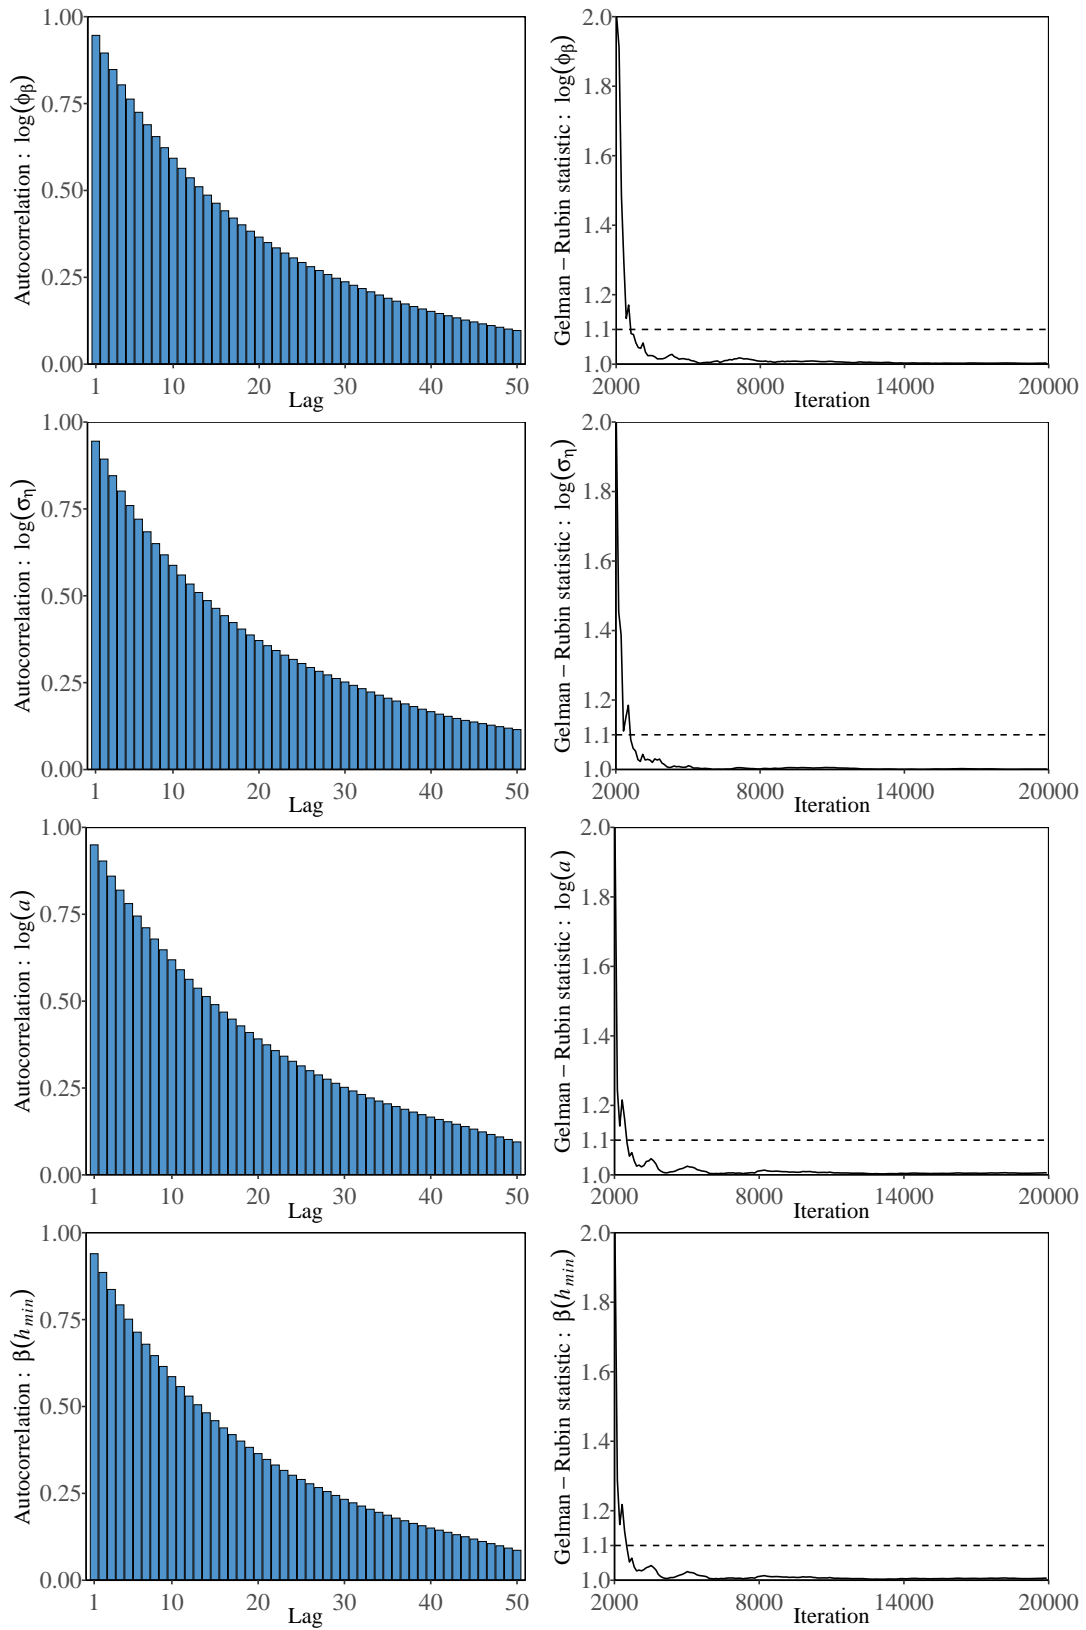 Autocorrelation : log(ϕβ)
1.00
0.75
0.50
0.25
0.00
1 10 20 30 40 50
Lag
Gelman − Rubin statistic : log(ϕβ)
2.0
1.8
1.6
1.4
1.2
1.1
1.0
2000 8000 14000 20000
Iteration
Autocorrelation : log(ση)
1.00
0.75
0.50
0.25
0.00
1 10 20 30 40 50
Lag
Gelman − Rubin statistic : log(ση)
2.0
1.8
1.6
1.4
1.2
1.1
1.0
2000 8000 14000 20000
Iteration
Autocorrelation : log(a)
1.00
0.75
0.50
0.25
0.00
1 10 20 30 40 50
Lag
Gelman − Rubin statistic : log(a)
2.0
1.8
1.6
1.4
1.2
1.1
1.0
2000 8000 14000 20000
Iteration
Autocorrelation : β(hmin)
1.00
0.75
0.50
0.25
0.00
1 10 20 30 40 50
Lag
Gelman − Rubin statistic : β(hmin)
2.0
1.8
1.6
1.4
1.2
1.1
1.0
2000 8000 14000 20000
Iteration